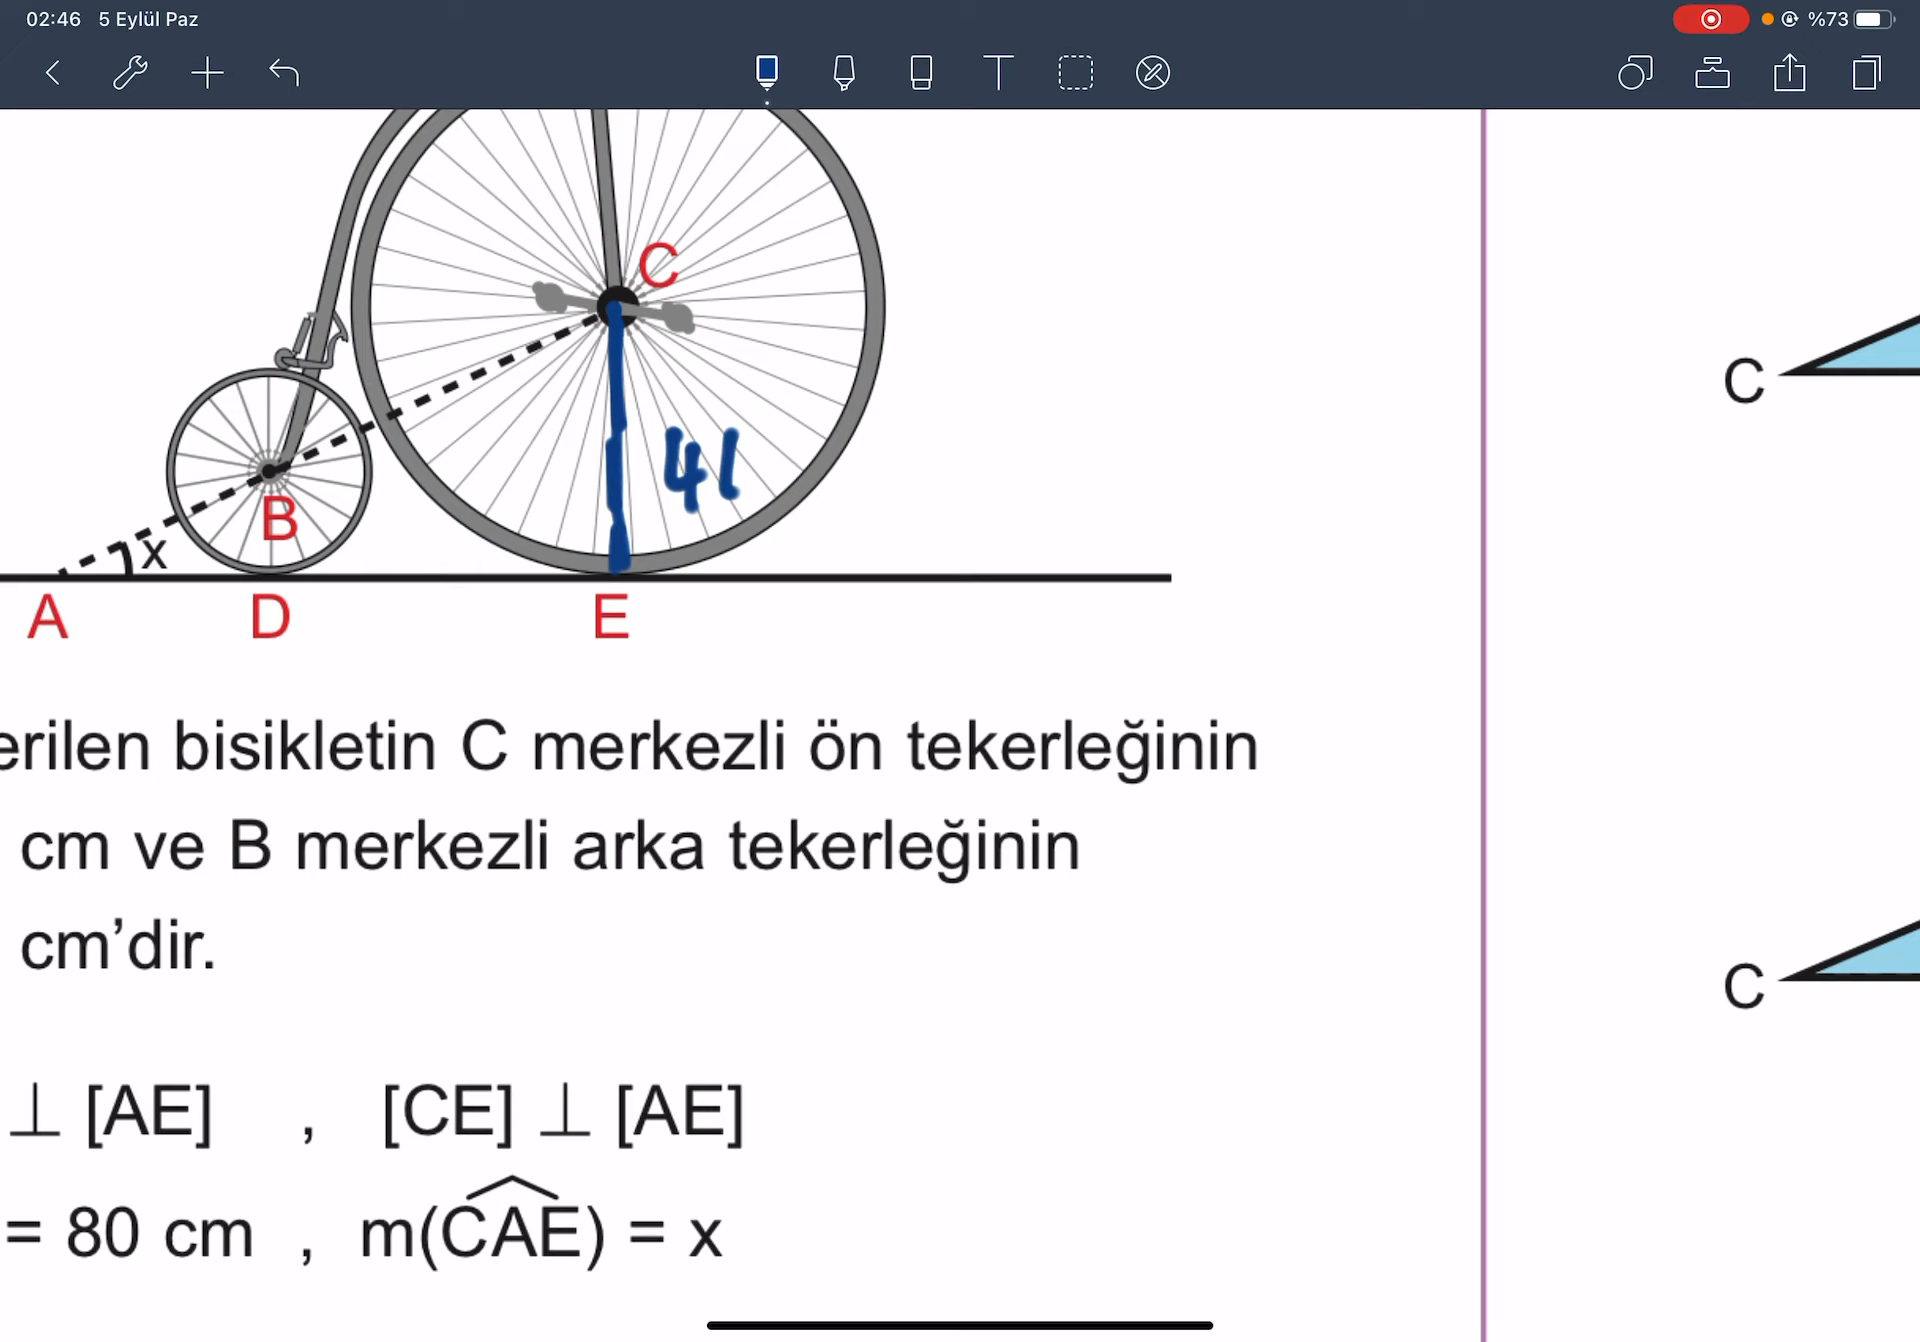 02:46 5 Eylül Paz
%73
C
41
B
x
A D E
C
erilen bisikletin C merkezli ön tekerleğinin
cm ve B merkezli arka tekerleğinin
cm'dir.
C
⊥ [AE] , [CE] ⊥ [AE]
= 80 cm , m(CAE) = x